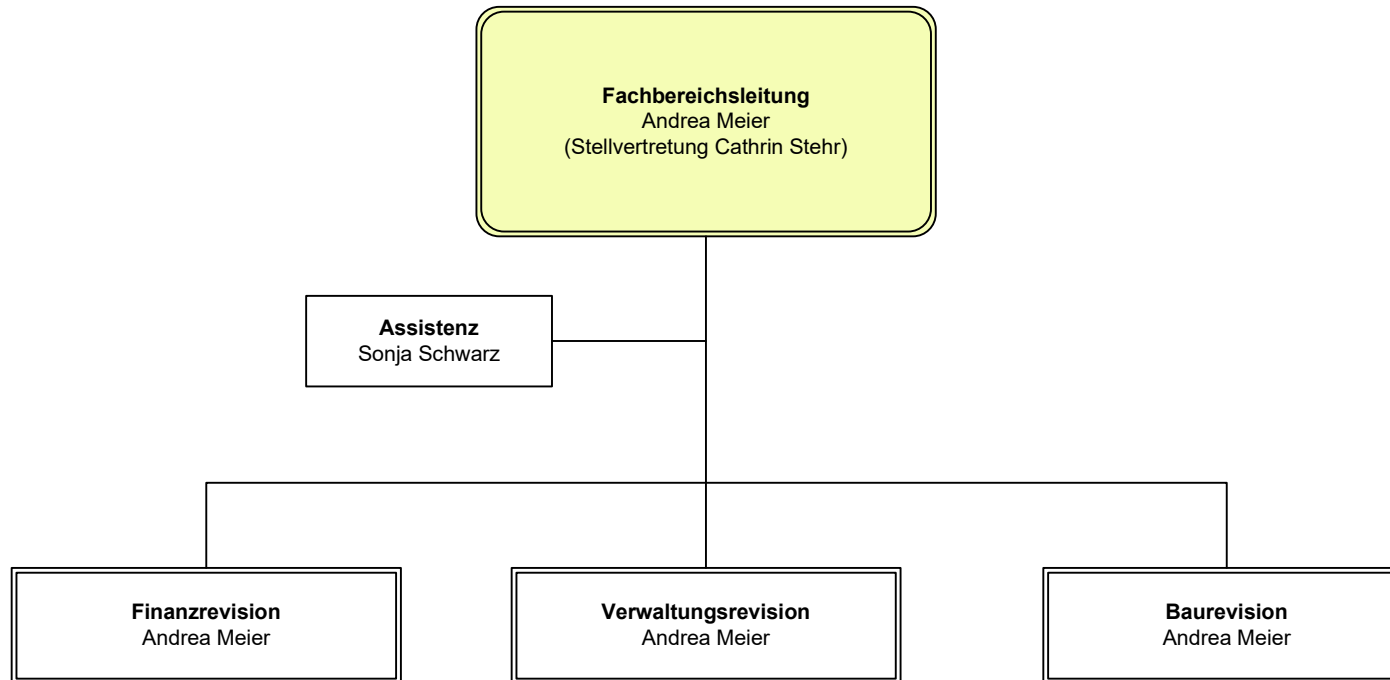 Fachbereichsleitung
Andrea Meier
(Stellvertretung Cathrin Stehr)
Assistenz
Sonja Schwarz
Finanzrevision
Andrea Meier
Verwaltungsrevision
Andrea Meier
Baurevision
Andrea Meier